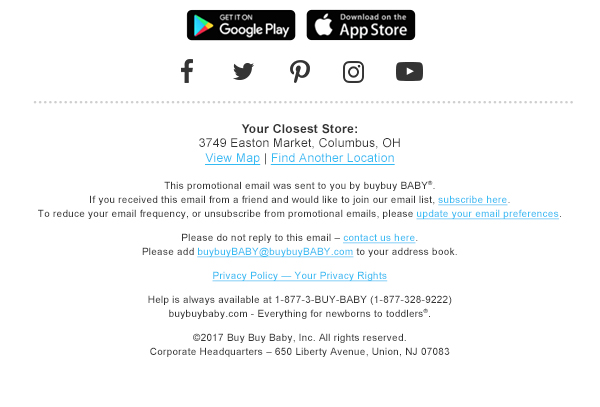 GET IT ON
Google Play
Download on the
App Store
Your Closest Store:
3749 Easton Market, Columbus, OH
View Map | Find Another Location
This promotional email was sent to you by buybuy BABY®.
If you received this email from a friend and would like to join our email list, subscribe here.
To reduce your email frequency, or unsubscribe from promotional emails, please update your email preferences.
Please do not reply to this email – contact us here.
Please add buybuyBABY@buybuyBABY.com to your address book.
Privacy Policy — Your Privacy Rights
Help is always available at 1-877-3-BUY-BABY (1-877-328-9222)
buybuybaby.com - Everything for newborns to toddlers®.
©2017 Buy Buy Baby, Inc. All rights reserved.
Corporate Headquarters – 650 Liberty Avenue, Union, NJ 07083